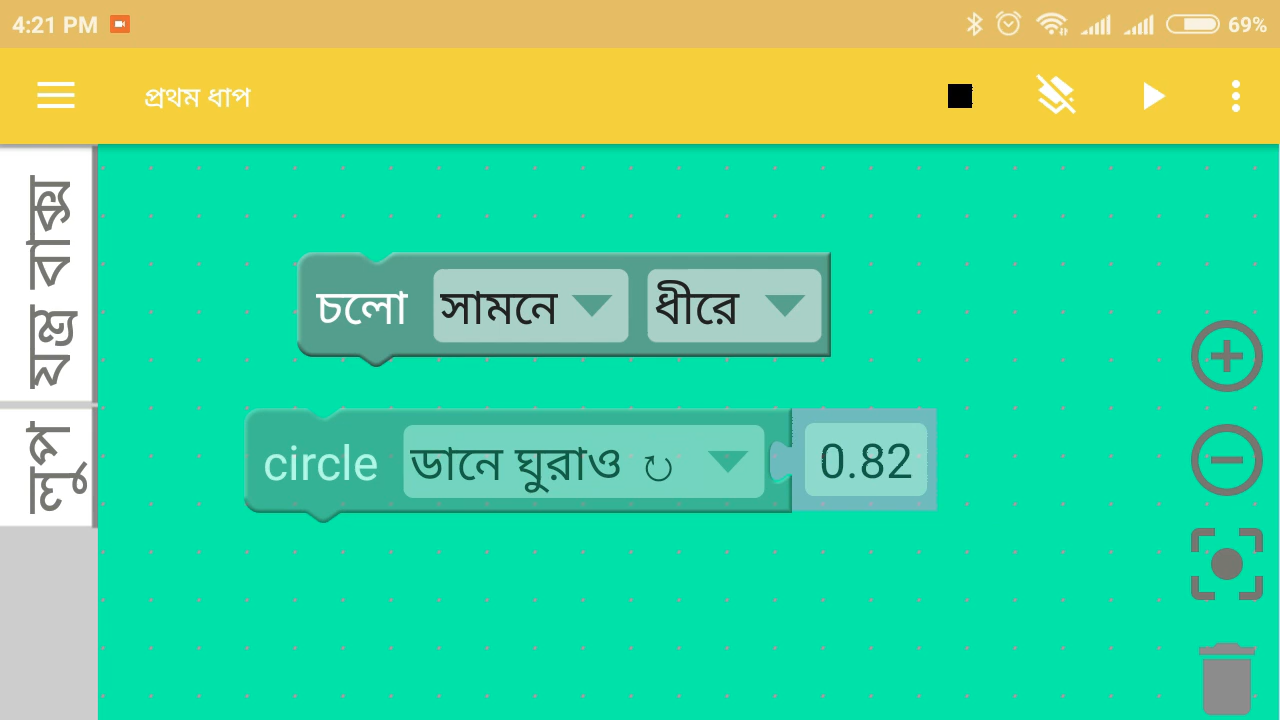 4:21 PM 69%
প্রথম ধাপ
যন্ত্র বাক্স
লুপ
চলো সামনে ধীরে
circle ডানে ঘুরাও ↻ 0.82